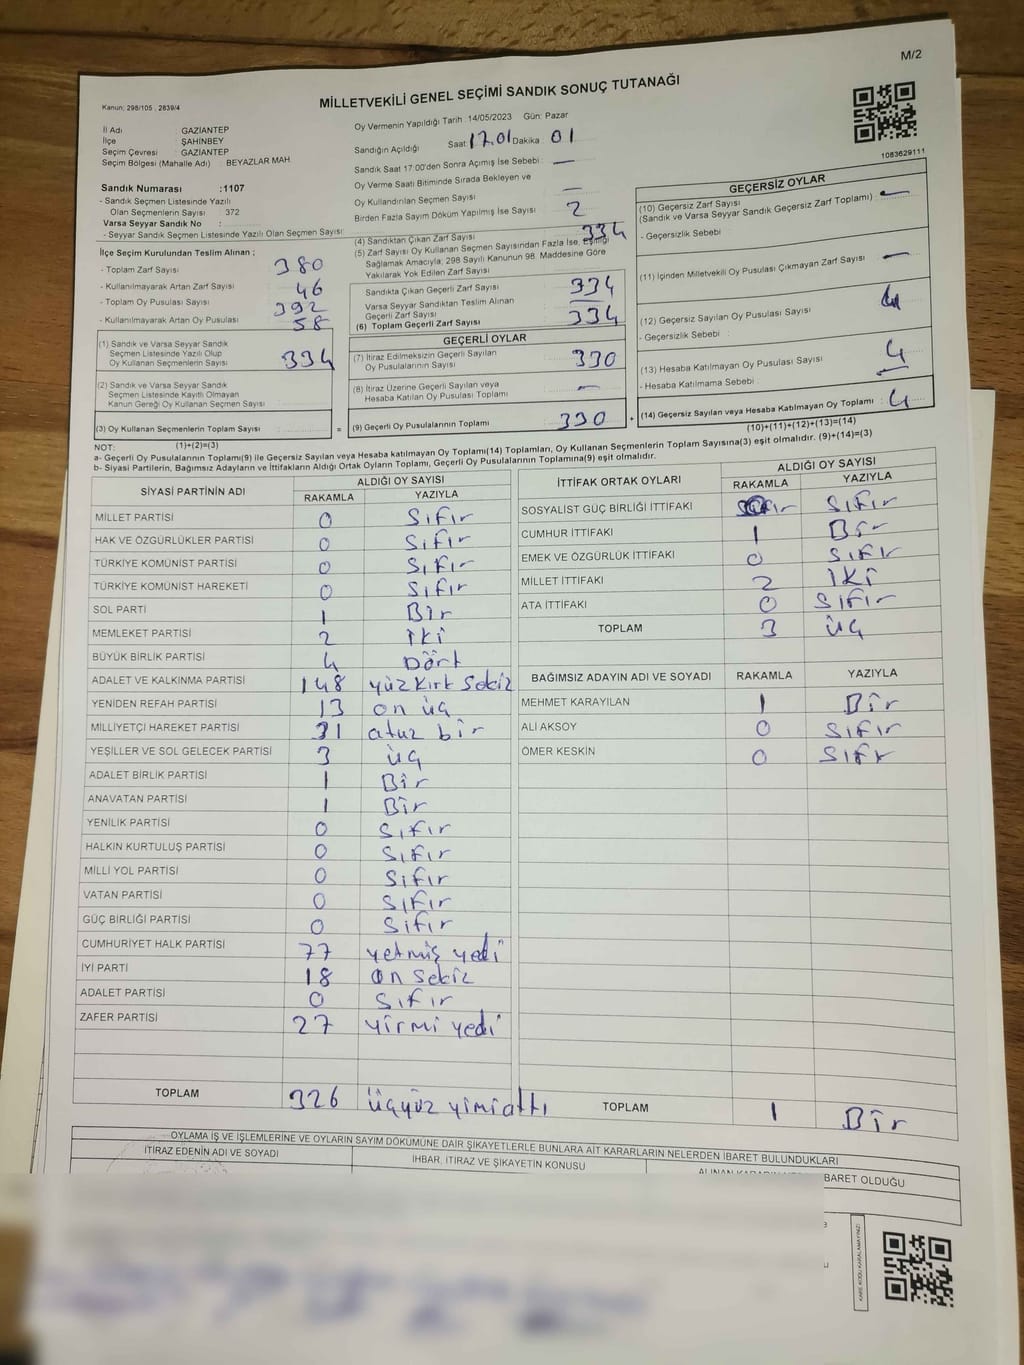 M/2
Kanun; 298/105 , 2839/4
MİLLETVEKİLİ GENEL SEÇİMİ SANDIK SONUÇ TUTANAĞI
1083629111
İl Adı : GAZİANTEP
İlçe : ŞAHİNBEY
Seçim Çevresi : GAZİANTEP
Seçim Bölgesi (Mahalle Adı) : BEYAZLAR MAH.
Sandık Numarası :1107
- Sandık Seçmen Listesinde Yazılı
Olan Seçmenlerin Sayısı : 372
Varsa Seyyar Sandık No :
- Seyyar Sandık Seçmen Listesinde Yazılı Olan Seçmen Sayısı :
Oy Vermenin Yapıldığı Tarih :14/05/2023 Gün: Pazar
Sandığın Açıldığı Saat: 17.01 Dakika : 01
Sandık Saat 17:00'den Sonra Açımış İse Sebebi : —
Oy Verme Saati Bitiminde Sırada Bekleyen ve
Oy Kullandırılan Seçmen Sayısı —
Birden Fazla Sayım Döküm Yapılmış İse Sayısı : 2
İlçe Seçim Kurulundan Teslim Alınan ;
- Toplam Zarf Sayısı : 380
- Kullanılmayarak Artan Zarf Sayısı : 46
- Toplam Oy Pusulası Sayısı : 392
- Kullanılmayarak Artan Oy Pusulası : 58
(4) Sandıktan Çıkan Zarf Sayısı : 334
(5) Zarf Sayısı Oy Kullanan Seçmen Sayısından Fazla İse, Eşitliği
Sağlamak Amacıyla; 298 Sayılı Kanunun 98. Maddesine Göre
Yakılarak Yok Edilen Zarf Sayısı
Sandıkta Çıkan Geçerli Zarf Sayısı : 334
Varsa Seyyar Sandıktan Teslim Alınan
Geçerli Zarf Sayısı :
(6) Toplam Geçerli Zarf Sayısı : 334
(1) Sandık ve Varsa Seyyar Sandık
Seçmen Listesinde Yazılı Olup
Oy Kullanan Seçmenlerin Sayısı : 334
(2) Sandık ve Varsa Seyyar Sandık
Seçmen Listesinde Kayıtlı Olmayan
Kanun Gereği Oy Kullanan Seçmen Sayısı :
(3) Oy Kullanan Seçmenlerin Toplam Sayısı :
(1)+(2)=(3)
GEÇERLİ OYLAR
(7) İtiraz Edilmeksizin Geçerli Sayılan
Oy Pusulalarının Sayısı : 330
(8) İtiraz Üzerine Geçerli Sayılan veya
Hesaba Katılan Oy Pusulası Toplamı : —
= (9) Geçerli Oy Pusulalarının Toplamı : 330 +
GEÇERSİZ OYLAR
(10) Geçersiz Zarf Sayısı : —
(Sandık ve Varsa Seyyar Sandık Geçersiz Zarf Toplamı)
- Geçersizlik Sebebi :
(11) İçinden Milletvekili Oy Pusulası Çıkmayan Zarf Sayısı : —
(12) Geçersiz Sayılan Oy Pusulası Sayısı : 4
- Geçersizlik Sebebi :
(13) Hesaba Katılmayan Oy Pusulası Sayısı : 4
- Hesaba Katılmama Sebebi :
(14) Geçersiz Sayılan veya Hesaba Katılmayan Oy Toplamı : 4
(10)+(11)+(12)+(13)=(14)
NOT:
a- Geçerli Oy Pusulalarının Toplamı(9) ile Geçersiz Sayılan veya Hesaba katılmayan Oy Toplamı(14) Toplamları, Oy Kullanan Seçmenlerin Toplam Sayısına(3) eşit olmalıdır. (9)+(14)=(3)
b- Siyasi Partilerin, Bağımsız Adayların ve İttifakların Aldığı Ortak Oyların Toplamı, Geçerli Oy Pusulalarının Toplamına(9) eşit olmalıdır.
SİYASİ PARTİNİN ADI ALDIĞI OY SAYISI
RAKAMLA YAZIYLA
MİLLET PARTİSİ 0 Sıfır
HAK VE ÖZGÜRLÜKLER PARTİSİ 0 Sıfır
TÜRKİYE KOMÜNİST PARTİSİ 0 Sıfır
TÜRKİYE KOMÜNİST HAREKETİ 0 Sıfır
SOL PARTİ 1 Bir
MEMLEKET PARTİSİ 2 iki
BÜYÜK BİRLİK PARTİSİ 4 Dört
ADALET VE KALKINMA PARTİSİ 148 yüz kırk sekiz
YENİDEN REFAH PARTİSİ 13 on üç
MİLLİYETÇİ HAREKET PARTİSİ 31 otuz bir
YEŞİLLER VE SOL GELECEK PARTİSİ 3 üç
ADALET BİRLİK PARTİSİ 1 Bir
ANAVATAN PARTİSİ 1 Bir
YENİLİK PARTİSİ 0 Sıfır
HALKIN KURTULUŞ PARTİSİ 0 Sıfır
MİLLİ YOL PARTİSİ 0 Sıfır
VATAN PARTİSİ 0 Sıfır
GÜÇ BİRLİĞİ PARTİSİ 0 Sıfır
CUMHURİYET HALK PARTİSİ 77 yetmiş yedi
İYİ PARTİ 18 on sekiz
ADALET PARTİSİ 0 Sıfır
ZAFER PARTİSİ 27 yirmi yedi
TOPLAM 326 üçyüz yimialtı
İTTİFAK ORTAK OYLARI ALDIĞI OY SAYISI
RAKAMLA YAZIYLA
SOSYALİST GÜÇ BİRLİĞİ İTTİFAKI Sıfır
CUMHUR İTTİFAKI 1 Bir
EMEK VE ÖZGÜRLÜK İTTİFAKI 0 Sıfır
MİLLET İTTİFAKI 2 iki
ATA İTTİFAKI 0 Sıfır
TOPLAM 3 üç
BAĞIMSIZ ADAYIN ADI VE SOYADI RAKAMLA YAZIYLA
MEHMET KARAYILAN 1 Bir
ALİ AKSOY 0 Sıfır
ÖMER KESKİN 0 Sıfır
TOPLAM 1 Bir
OYLAMA İŞ VE İŞLEMLERİNE VE OYLARIN SAYIM DÖKÜMÜNE DAİR ŞİKAYETLERLE BUNLARA AİT KARARLARIN NELERDEN İBARET BULUNDUKLARI
İTİRAZ EDENİN ADI VE SOYADI İHBAR, İTİRAZ VE ŞİKAYETİN KONUSU ALINAN BARET OLDUĞU
KARE KODU KARALAMAYINIZ!